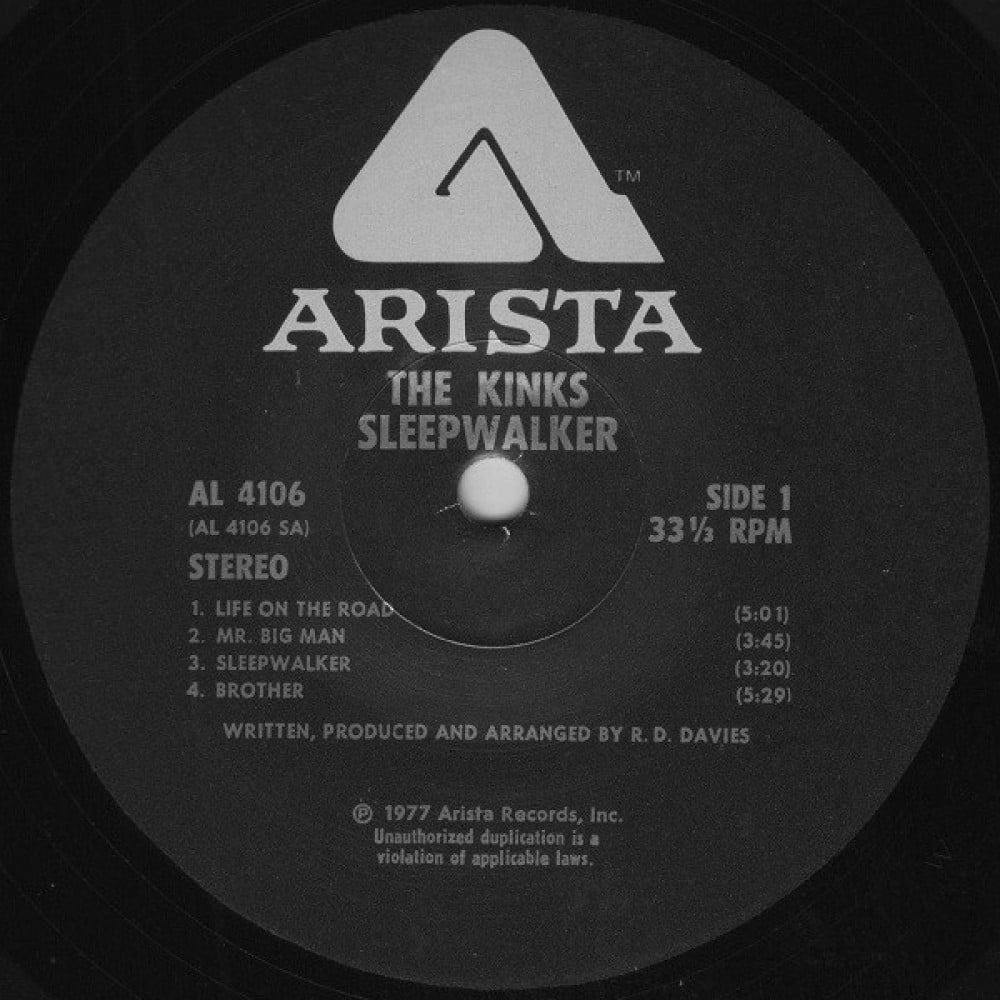 TM
ARISTA
THE KINKS
SLEEPWALKER
AL 4106
(AL 4106 SA)
STEREO
SIDE 1
33 1/3 RPM
1. LIFE ON THE ROAD (5:01)
2. MR. BIG MAN (3:45)
3. SLEEPWALKER (3:20)
4. BROTHER (5:29)
WRITTEN, PRODUCED AND ARRANGED BY R. D. DAVIES
℗ 1977 Arista Records, Inc.
Unauthorized duplication is a
violation of applicable laws.